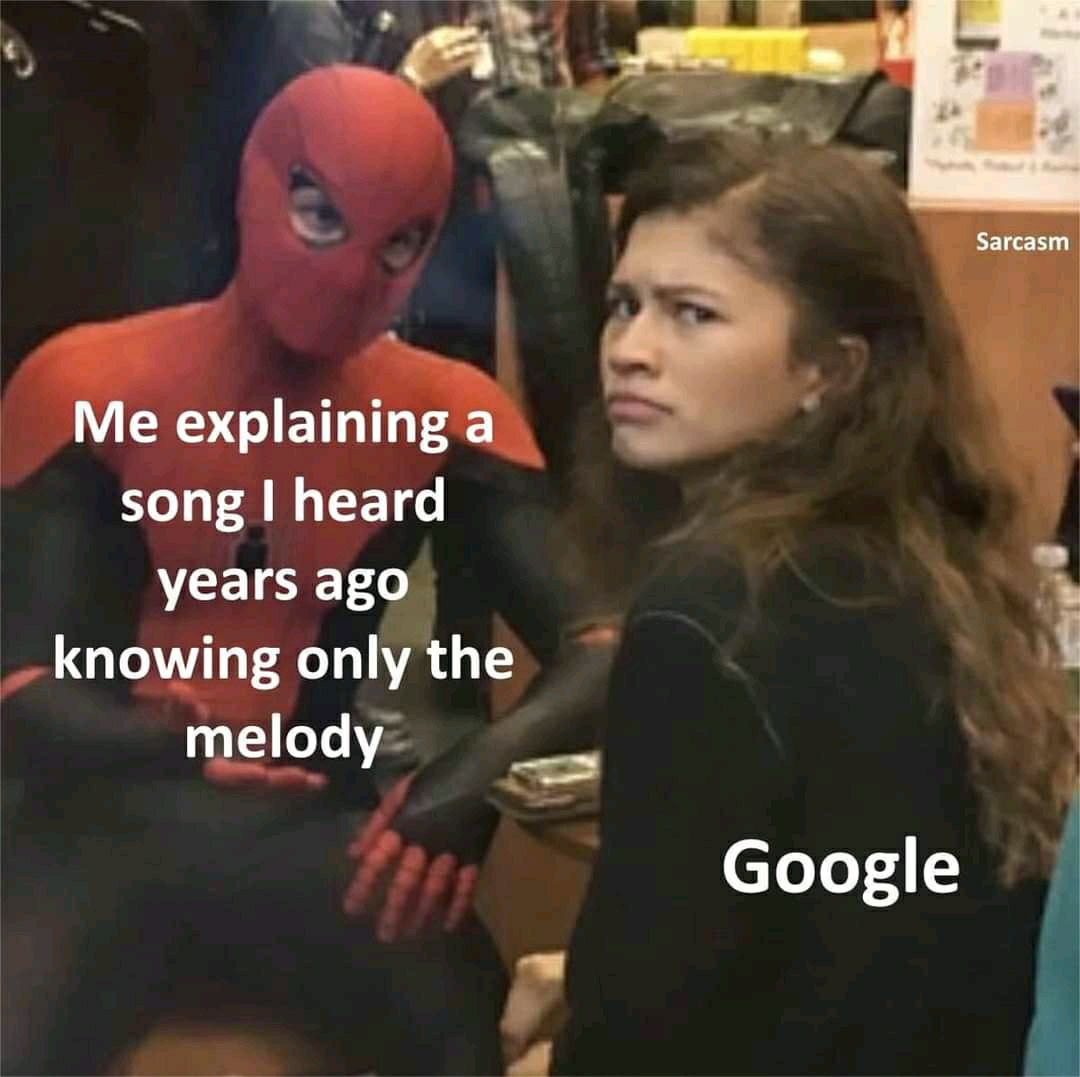 Sarcasm
Me explaining a
song I heard
years ago
knowing only the
melody
Google